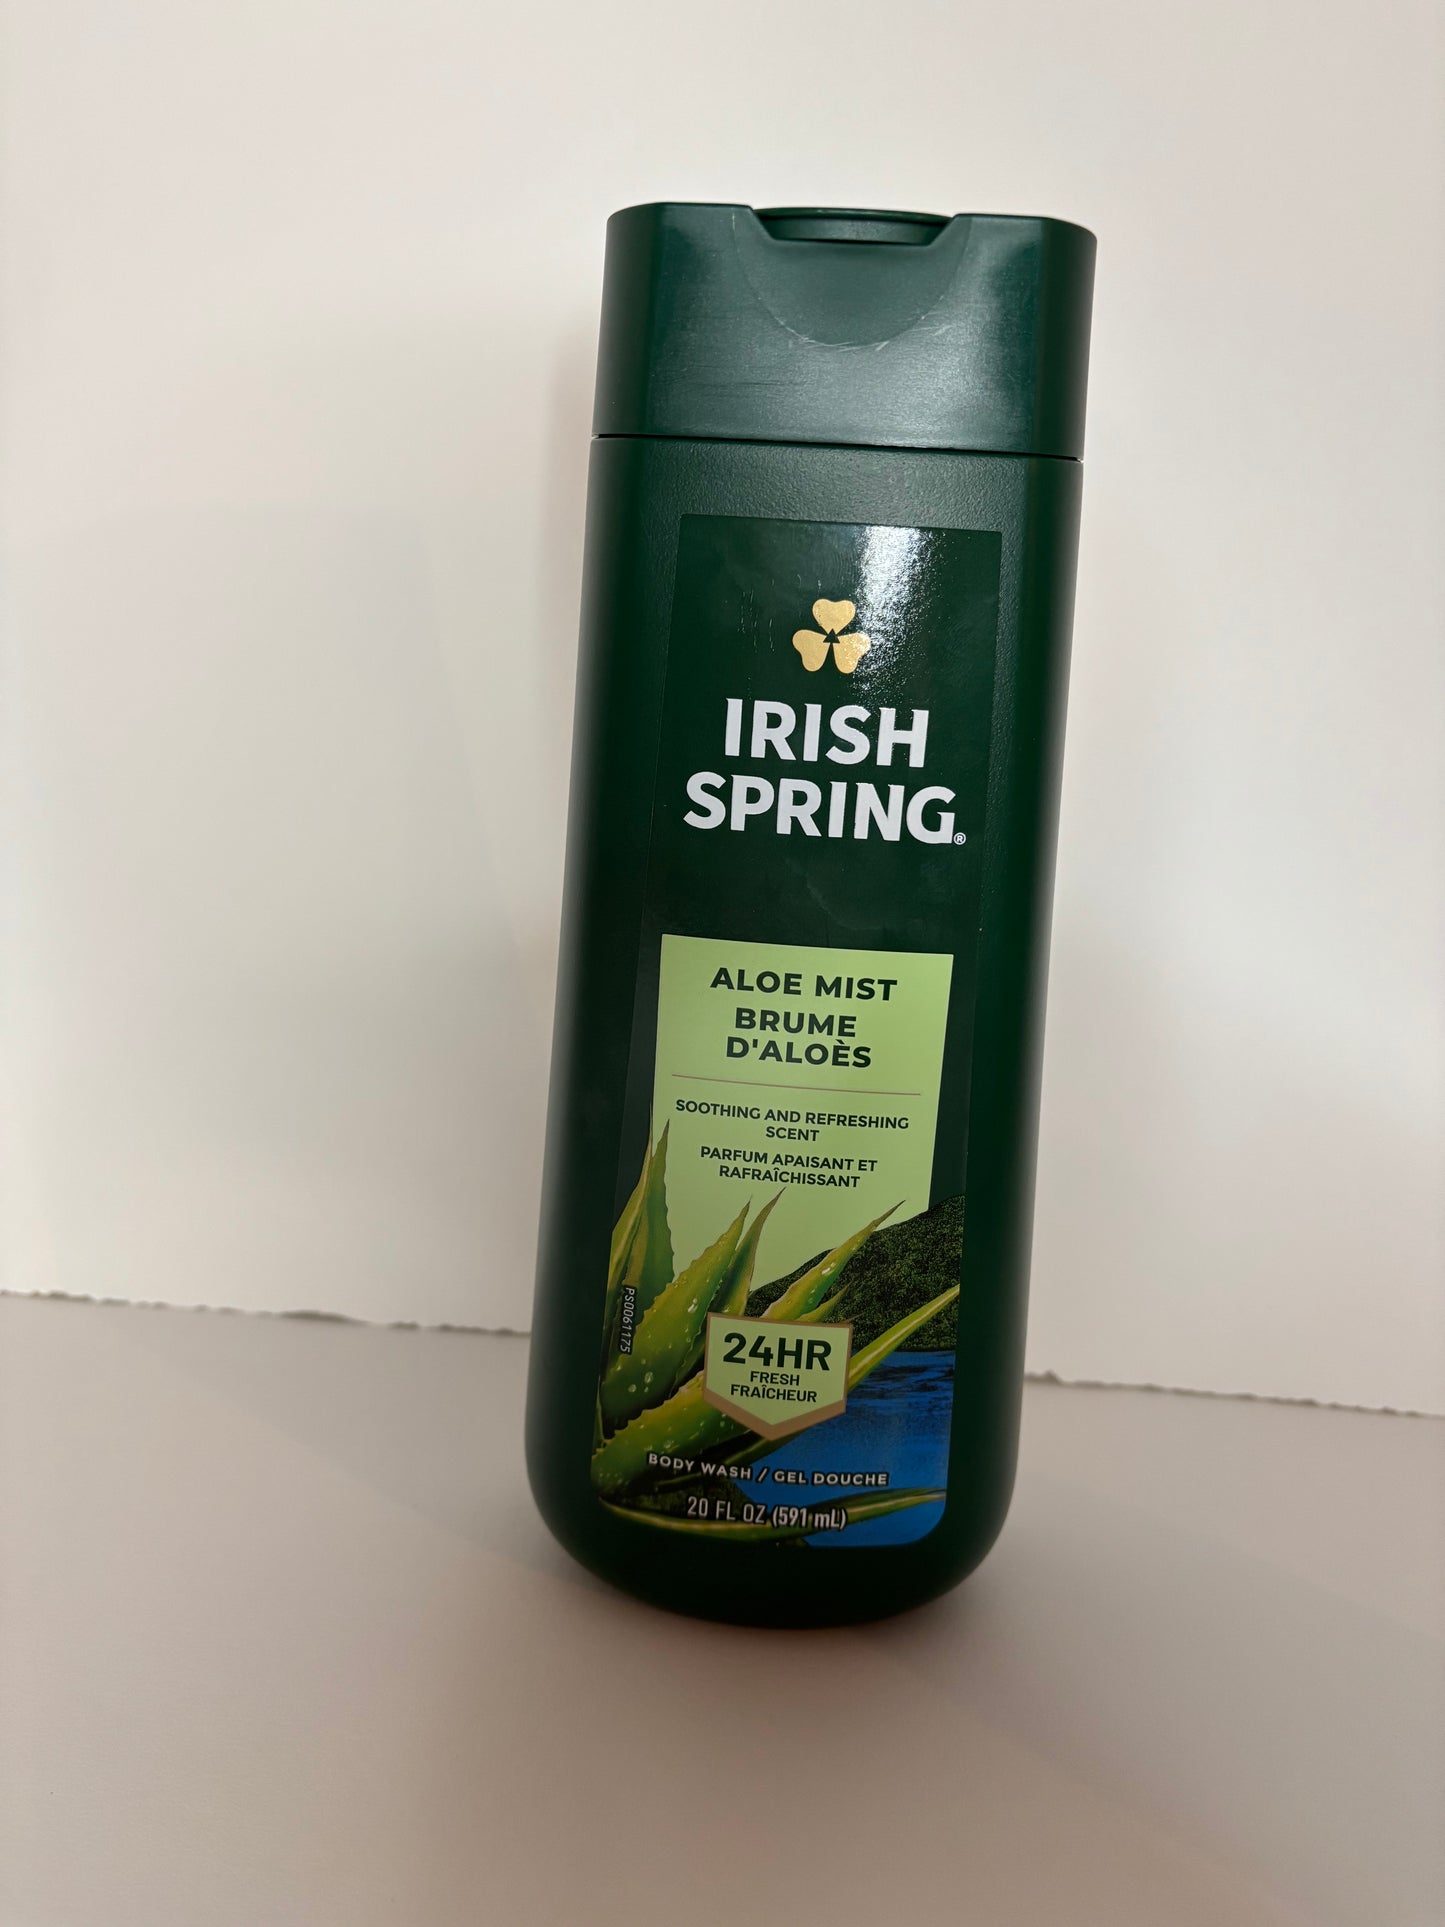 IRISH
SPRING®
ALOE MIST
BRUME
D'ALOÈS
SOOTHING AND REFRESHING
SCENT
PARFUM APAISANT ET
RAFRAÎCHISSANT
PS0061175
24HR
FRESH
FRAÎCHEUR
BODY WASH / GEL DOUCHE
20 FL OZ (591 mL)